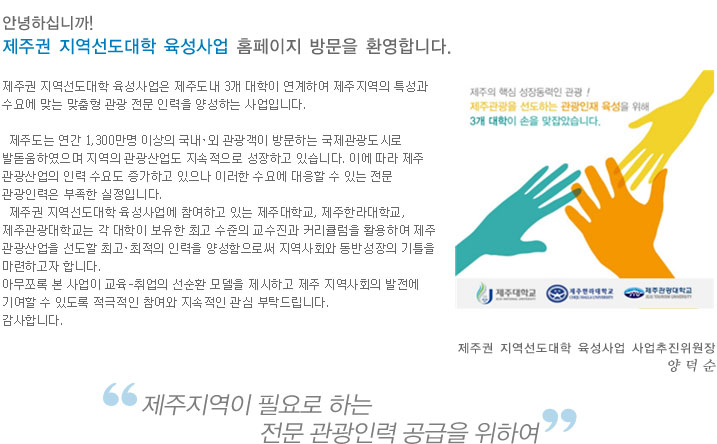 안녕하십니까!
제주권 지역선도대학 육성사업 홈페이지 방문을 환영합니다.
제주권 지역선도대학 육성사업은 제주도내 3개 대학이 연계하여 제주지역의 특성과
수요에 맞는 맞춤형 관광 전문 인력을 양성하는 사업입니다.
제주도는 연간 1,300만명 이상의 국내·외 관광객이 방문하는 국제관광도시로
발돋움하였으며 지역의 관광산업도 지속적으로 성장하고 있습니다. 이에 따라 제주
관광산업의 인력 수요도 증가하고 있으나 이러한 수요에 대응할 수 있는 전문
관광인력은 부족한 실정입니다.
제주권 지역선도대학 육성사업에 참여하고 있는 제주대학교, 제주한라대학교,
제주관광대학교는 각 대학이 보유한 최고 수준의 교수진과 커리큘럼을 활용하여 제주
관광산업을 선도할 최고·최적의 인력을 양성함으로써 지역사회와 동반성장의 기틀을
마련하고자 합니다.
아무쪼록 본 사업이 교육-취업의 선순환 모델을 제시하고 제주 지역사회의 발전에
기여할 수 있도록 적극적인 참여와 지속적인 관심 부탁드립니다.
감사합니다.
제주의 핵심 성장동력인 관광 !
제주관광을 선도하는 관광인재 육성을 위해
3개 대학이 손을 맞잡았습니다.
제주대학교 제주한라대학교 제주관광대학교
JEJU NATIONAL UNIVERSITY CHEJU HALLA UNIVERSITY JEJU TOURISM UNIVERSITY
제주권 지역선도대학 육성사업 사업추진위원장
양덕순
“제주지역이 필요로 하는
전문 관광인력 공급을 위하여”